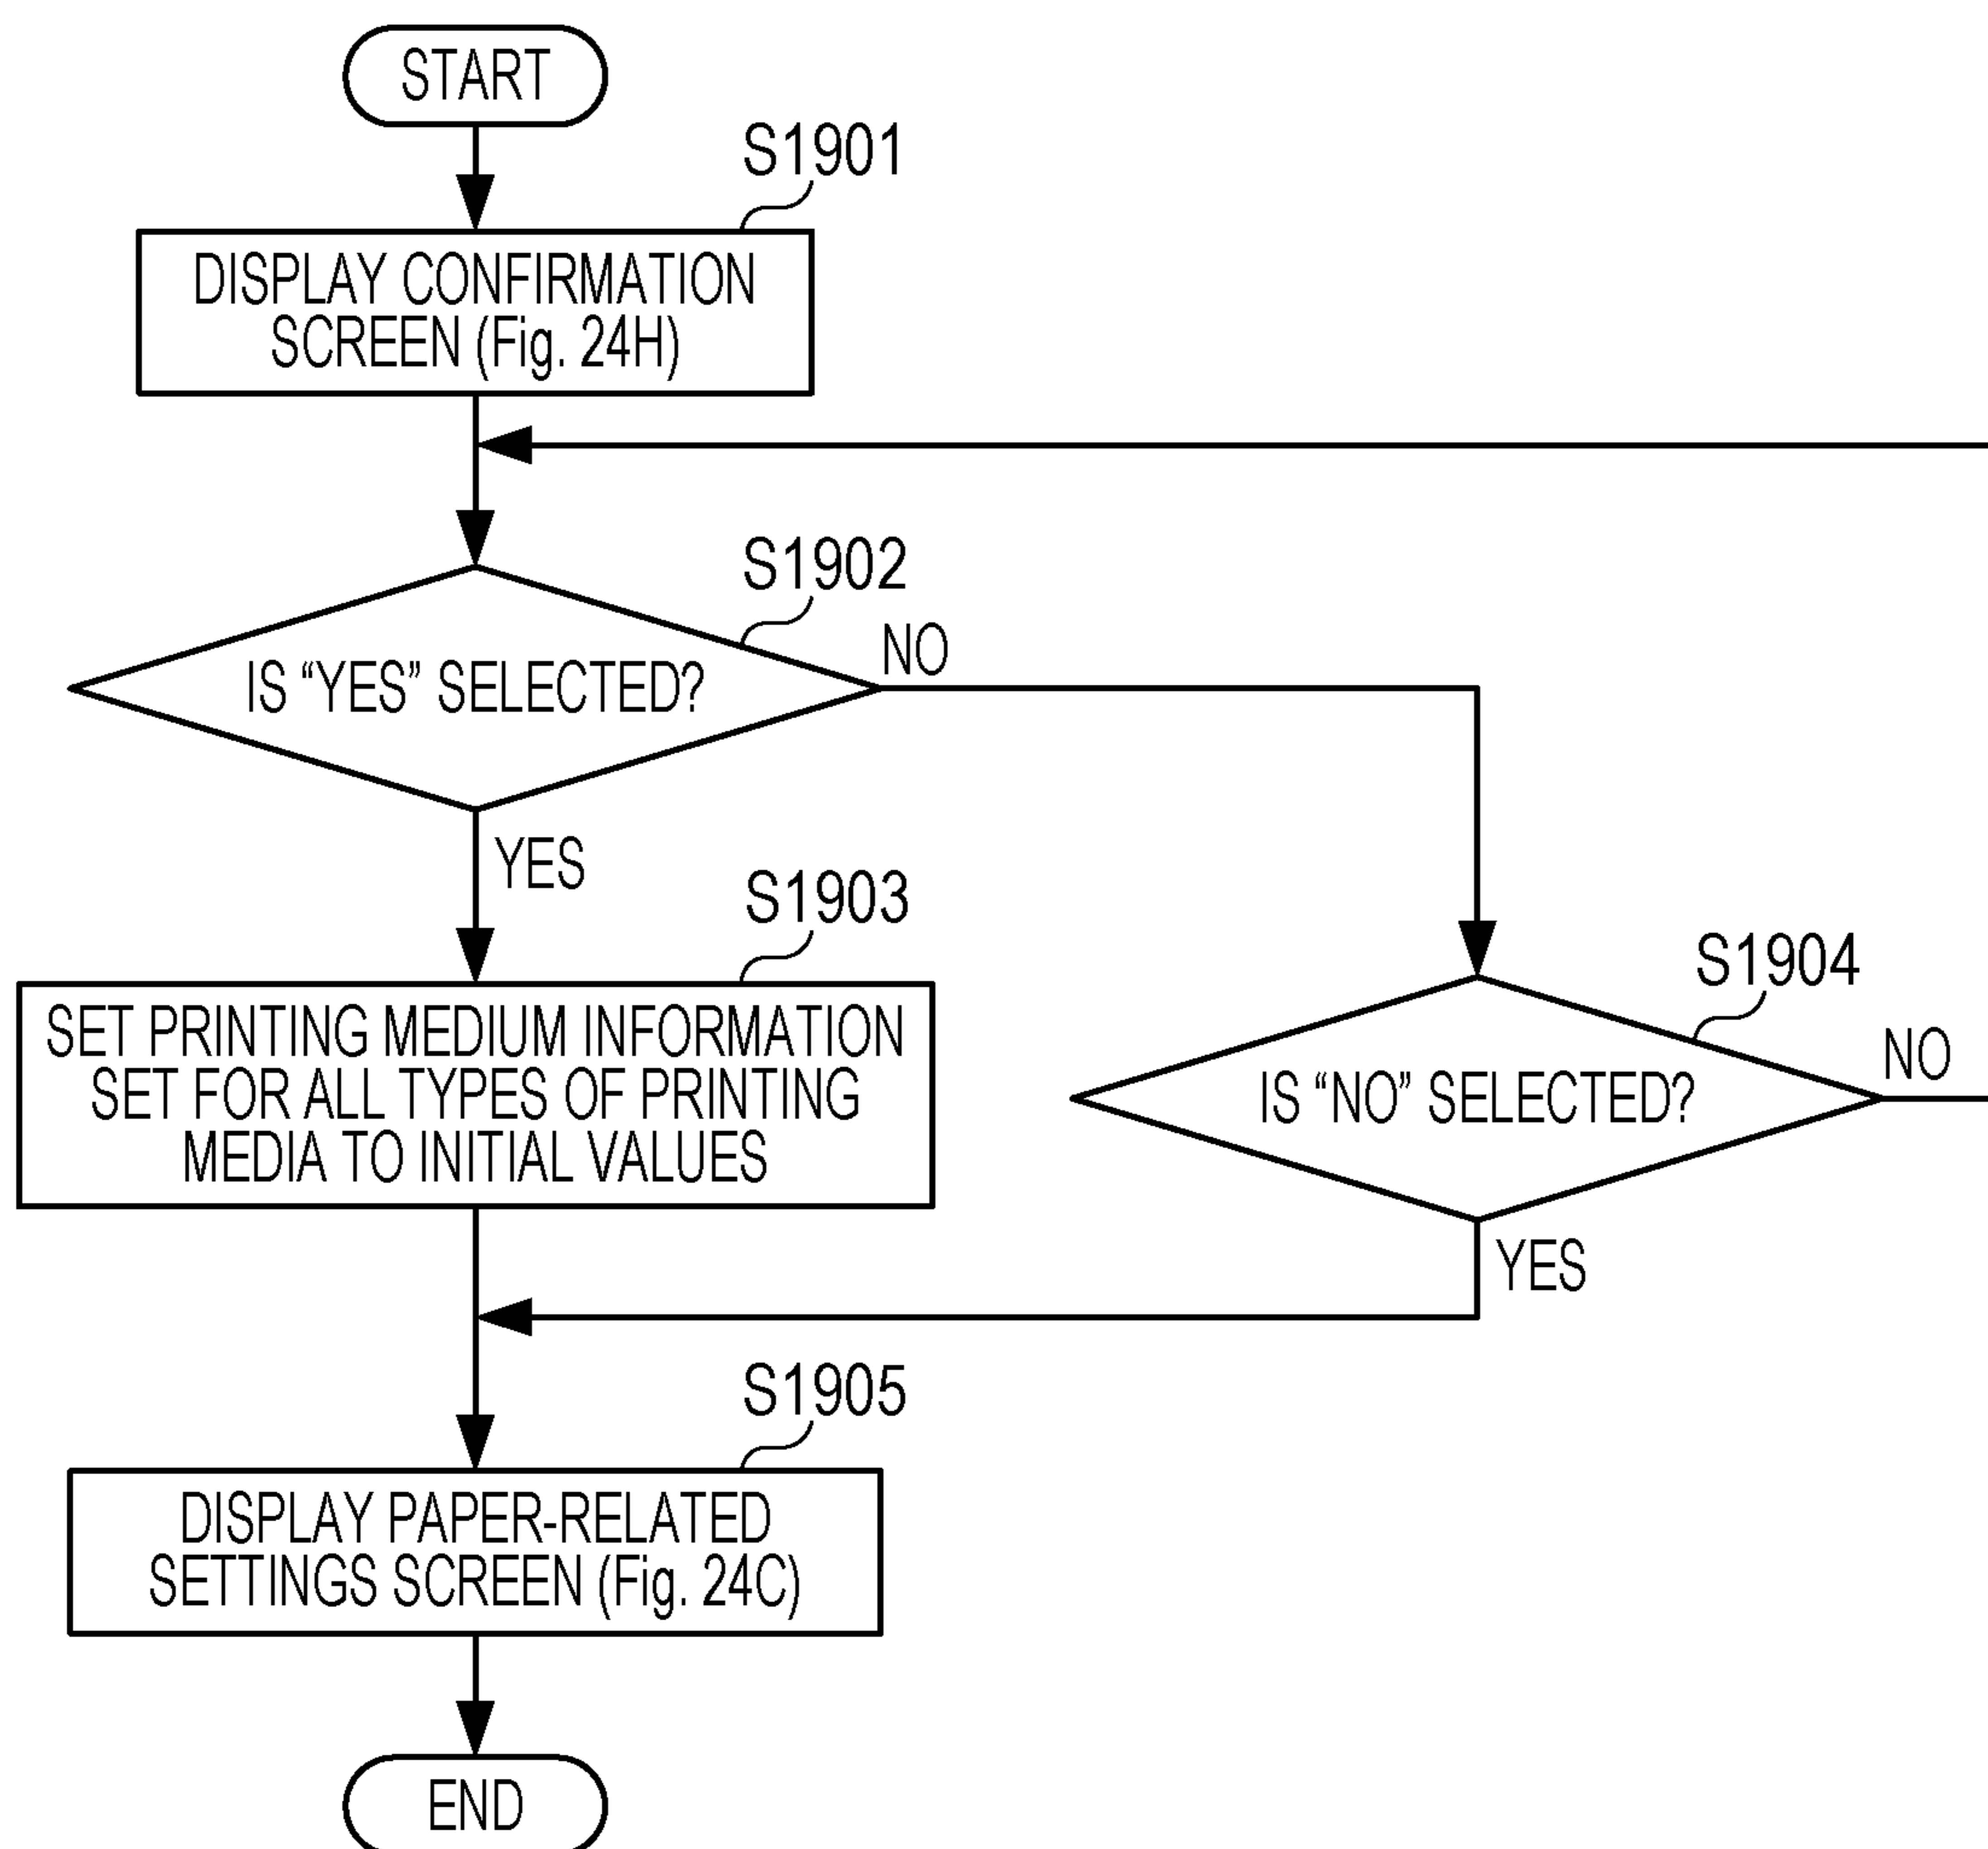 START
S1901
DISPLAY CONFIRMATION
SCREEN (Fig. 24H)
S1902
IS “YES” SELECTED?
NO
YES
S1903
SET PRINTING MEDIUM INFORMATION
SET FOR ALL TYPES OF PRINTING
MEDIA TO INITIAL VALUES
S1904
IS “NO” SELECTED?
NO
YES
S1905
DISPLAY PAPER-RELATED
SETTINGS SCREEN (Fig. 24C)
END